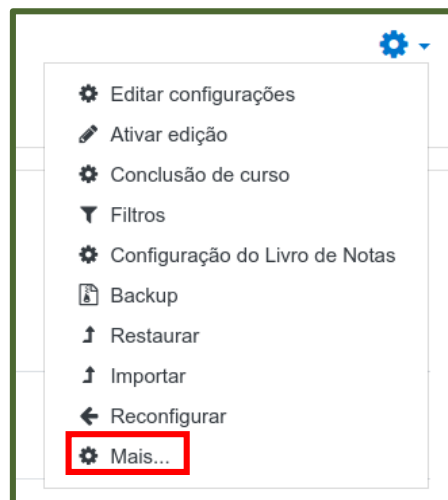 Editar configurações
Ativar edição
Conclusão de curso
Filtros
Configuração do Livro de Notas
Backup
Restaurar
Importar
Reconfigurar
Mais...